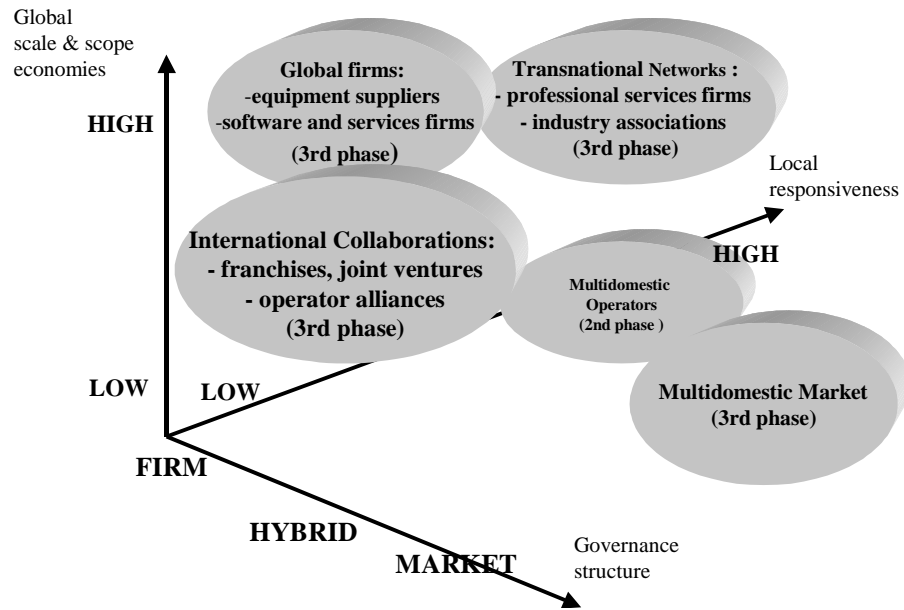 Global
scale & scope
economies
HIGH
LOW
Global firms:
-equipment suppliers
-software and services firms
(3rd phase)
Transnational Networks :
- professional services firms
- industry associations
(3rd phase)
Local
responsiveness
HIGH
International Collaborations:
- franchises, joint ventures
- operator alliances
(3rd phase)
Multidomestic
Operators
(2nd phase )
Multidomestic Market
(3rd phase)
LOW
FIRM
HYBRID
MARKET
Governance
structure